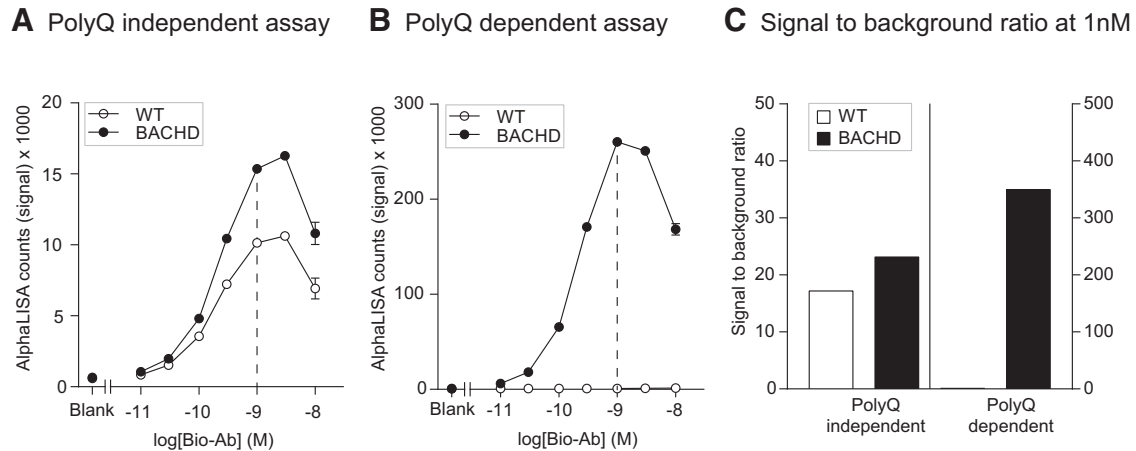 A PolyQ independent assay
AlphaLISA counts (signal) x 1000
20
15
10
5
0
WT
BACHD
Blank
-11
-10
-9
-8
log[Bio-Ab] (M)
B PolyQ dependent assay
AlphaLISA counts (signal) x 1000
300
200
100
0
WT
BACHD
Blank
-11
-10
-9
-8
log[Bio-Ab] (M)
C Signal to background ratio at 1nM
Signal to background ratio
50
40
30
20
10
0
WT
BACHD
500
400
300
200
100
0
PolyQ
independent
PolyQ
dependent